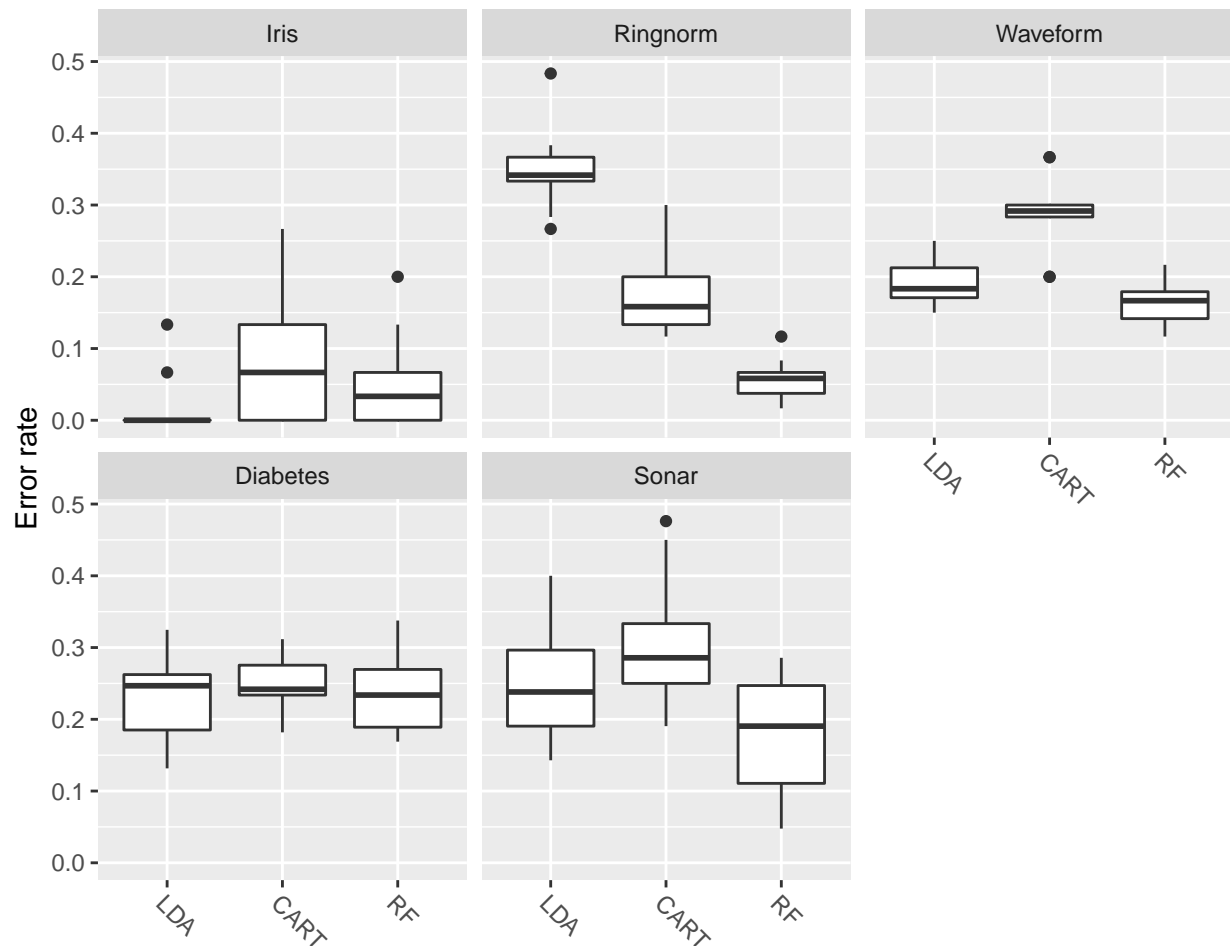 Iris
Ringnorm
Waveform
0.5
0.4
0.3
0.2
0.1
0.0
LDA
CART
RF
Error rate
Diabetes
Sonar
0.5
0.4
0.3
0.2
0.1
0.0
LDA
CART
RF
LDA
CART
RF